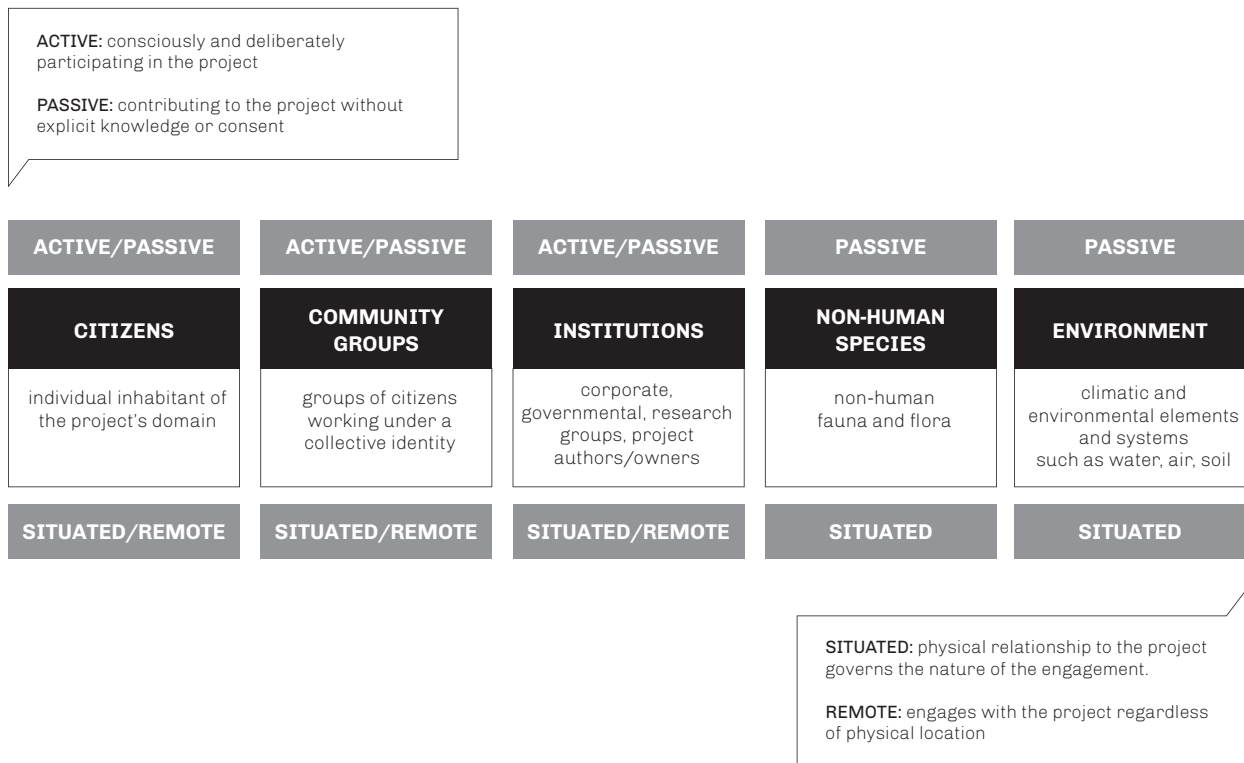 ACTIVE: consciously and deliberately
participating in the project
PASSIVE: contributing to the project without
explicit knowledge or consent
ACTIVE/PASSIVE
ACTIVE/PASSIVE
ACTIVE/PASSIVE
PASSIVE
PASSIVE
CITIZENS
COMMUNITY
GROUPS
INSTITUTIONS
NON-HUMAN
SPECIES
ENVIRONMENT
individual inhabitant of
the project's domain
groups of citizens
working under a
collective identity
corporate,
governmental, research
groups, project
authors/owners
non-human
fauna and flora
climatic and
environmental elements
and systems
such as water, air, soil
SITUATED/REMOTE
SITUATED/REMOTE
SITUATED/REMOTE
SITUATED
SITUATED
SITUATED: physical relationship to the project
governs the nature of the engagement.
REMOTE: engages with the project regardless
of physical location